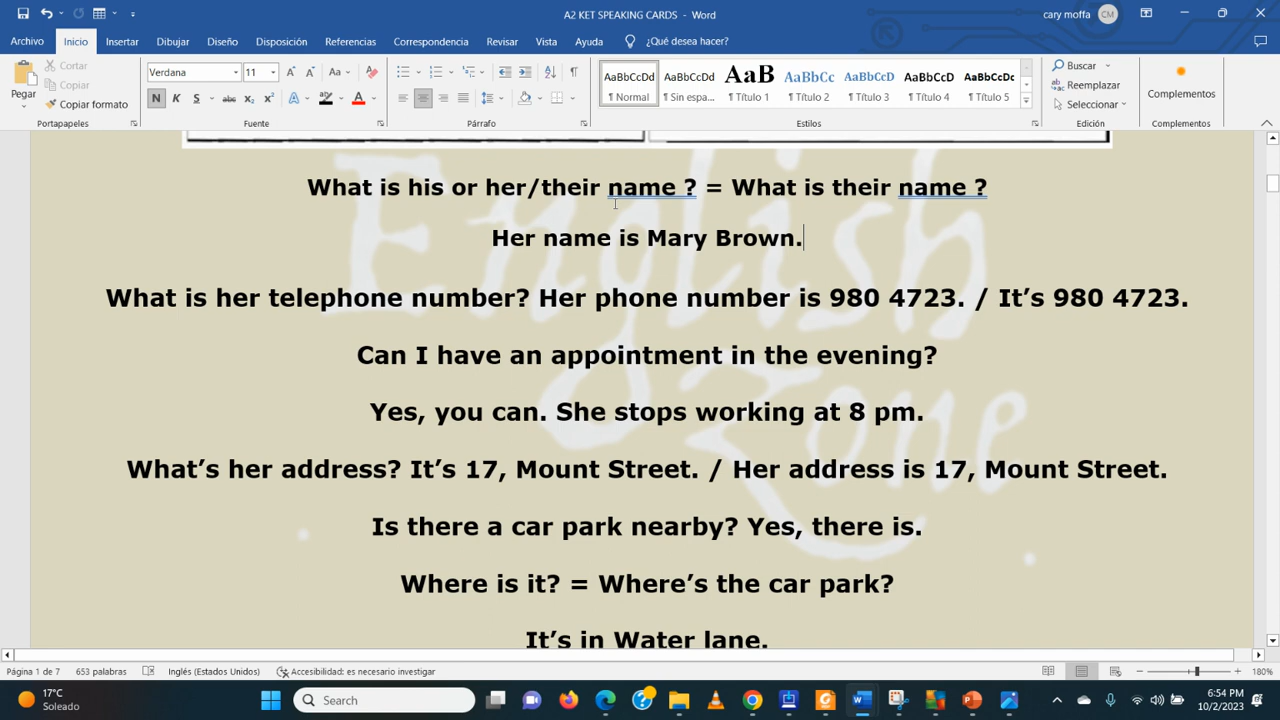 A2 KET SPEAKING CARDS - Word
cary moffa CM
Archivo Inicio Insertar Dibujar Diseño Disposición Referencias Correspondencia Revisar Vista Ayuda ¿Qué desea hacer?
Pegar
Cortar
Copiar
Copiar formato
Portapapeles
Verdana 11
N K S abc x₂ x²
Fuente
Párrafo
AaBbCcDd AaBbCcDd AaB AaBbCc AaBbCcD AaBbCcD AaBbCcDc
¶ Normal ¶ Sin espa... ¶ Título 1 ¶ Título 2 ¶ Título 3 ¶ Título 4 ¶ Título 5
Estilos
Buscar
Reemplazar
Seleccionar
Edición
Complementos
Complementos
English Zone
What is his or her/their name ? = What is their name ?
Her name is Mary Brown.
What is her telephone number? Her phone number is 980 4723. / It’s 980 4723.
Can I have an appointment in the evening?
Yes, you can. She stops working at 8 pm.
What’s her address? It’s 17, Mount Street. / Her address is 17, Mount Street.
Is there a car park nearby? Yes, there is.
Where is it? = Where’s the car park?
It’s in Water lane.
Página 1 de 7 653 palabras Inglés (Estados Unidos) Accesibilidad: es necesario investigar 180%
17°C
Soleado
Search
6:54 PM
10/2/2023